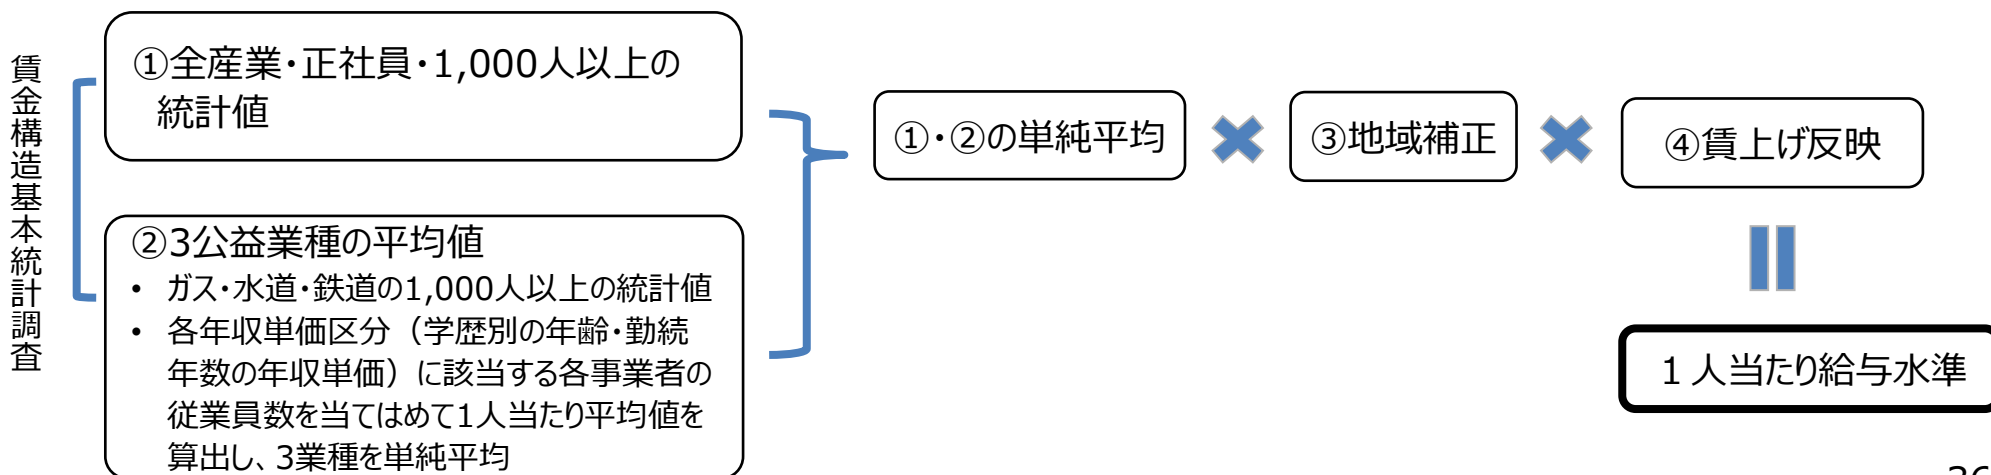 賃金構造基本統計調査
①全産業・正社員・1,000人以上の
統計値
②3公益業種の平均値
• ガス・水道・鉄道の1,000人以上の統計値
• 各年収単価区分（学歴別の年齢・勤続
年数の年収単価）に該当する各事業者の
従業員数を当てはめて1人当たり平均値を
算出し、3業種を単純平均
①・②の単純平均
③地域補正
④賃上げ反映
１人当たり給与水準